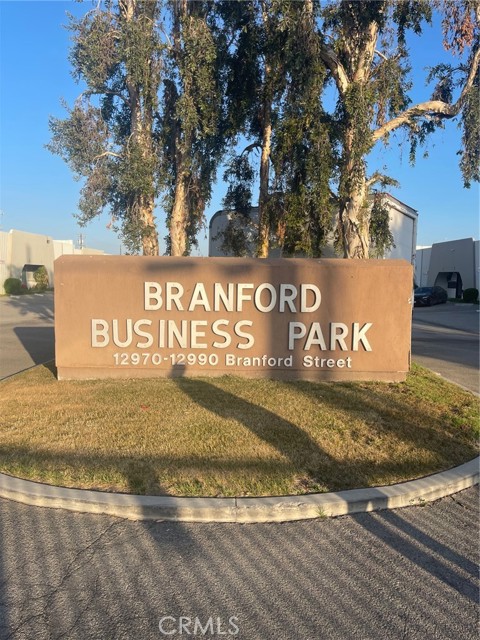 BRANFORD
BUSINESS PARK
12970-12990 Branford Street
CRMLS